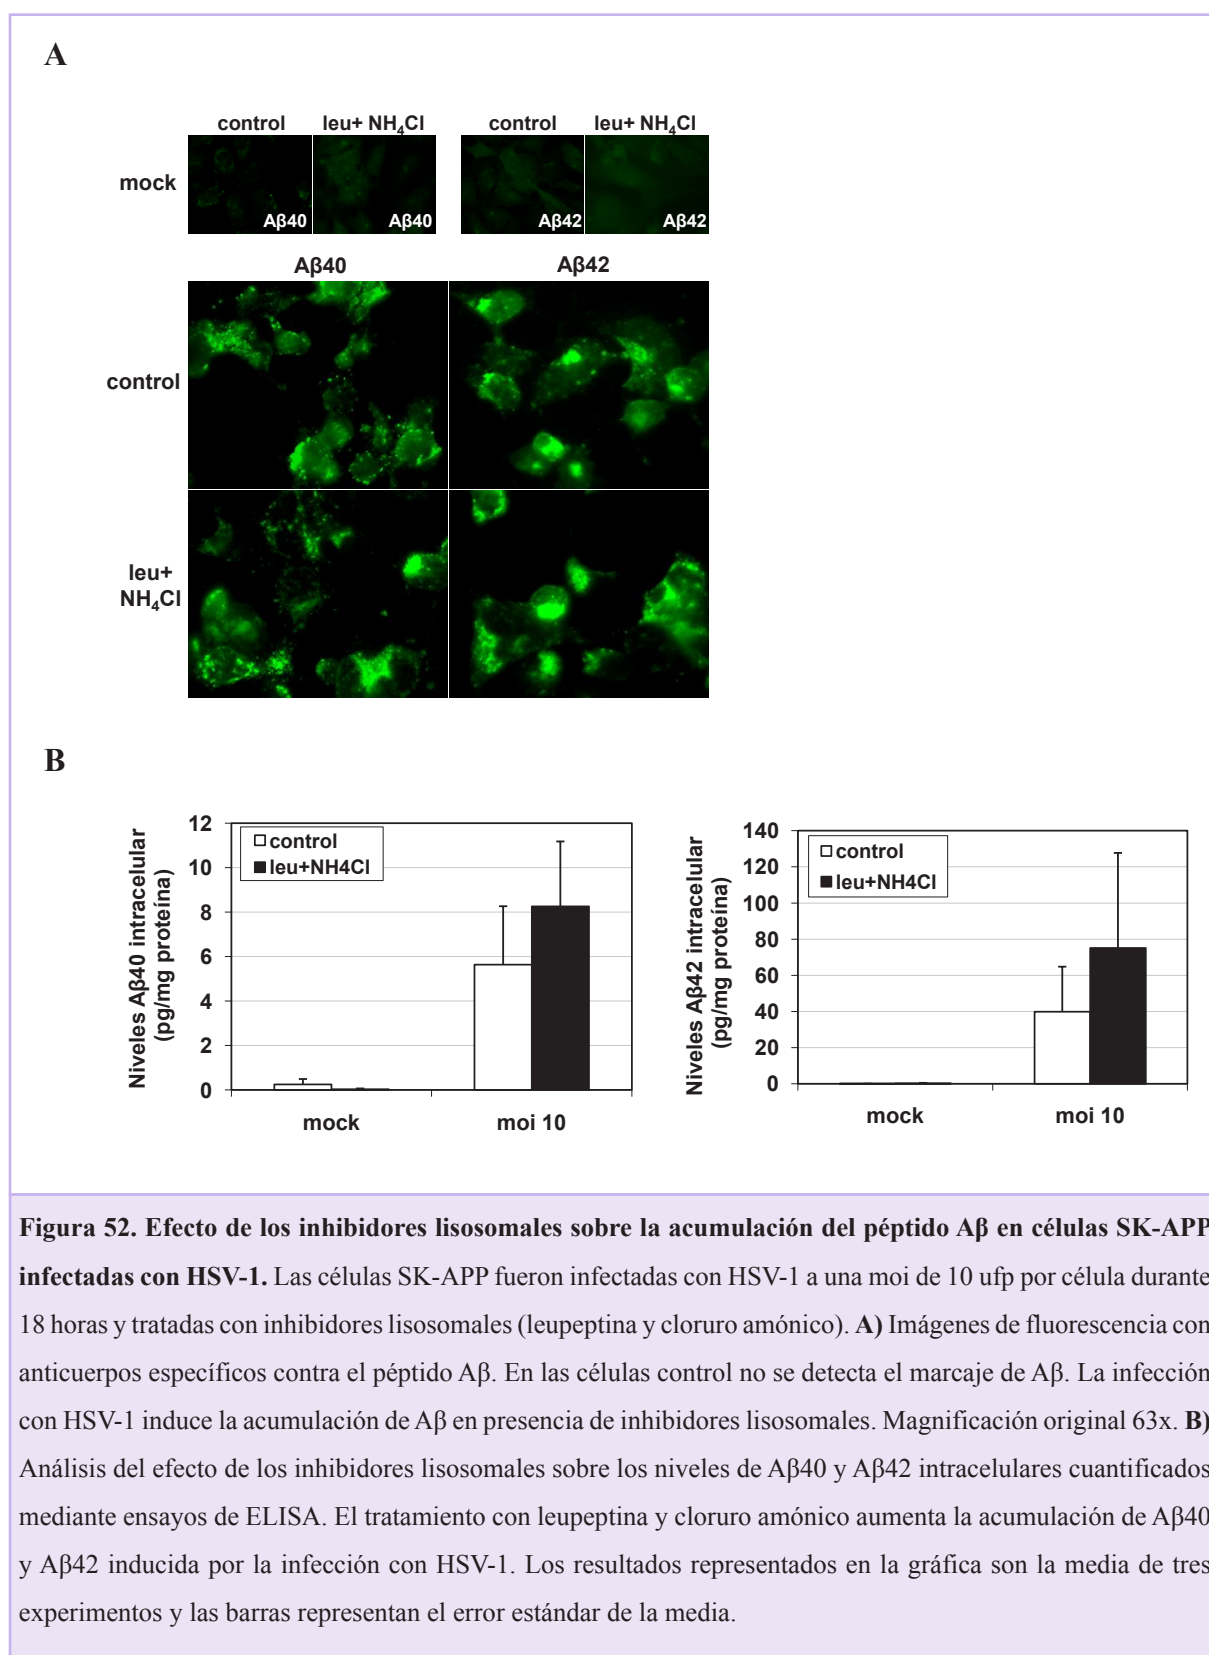 A
control leu+ NH₄Cl control leu+ NH₄Cl
mock
Aβ40 Aβ40 Aβ42 Aβ42
Aβ40 Aβ42
control
leu+
NH₄Cl
B
Niveles Aβ40 intracelular
(pg/mg proteína)
12
10
8
6
4
2
0
control
leu+NH4Cl
mock moi 10
Niveles Aβ42 intracelular
(pg/mg proteína)
140
120
100
80
60
40
20
0
control
leu+NH4Cl
mock moi 10
Figura 52. Efecto de los inhibidores lisosomales sobre la acumulación del péptido Aβ en células SK-APP
infectadas con HSV-1. Las células SK-APP fueron infectadas con HSV-1 a una moi de 10 ufp por célula durante
18 horas y tratadas con inhibidores lisosomales (leupeptina y cloruro amónico). A) Imágenes de fluorescencia con
anticuerpos específicos contra el péptido Aβ. En las células control no se detecta el marcaje de Aβ. La infección
con HSV-1 induce la acumulación de Aβ en presencia de inhibidores lisosomales. Magnificación original 63x. B)
Análisis del efecto de los inhibidores lisosomales sobre los niveles de Aβ40 y Aβ42 intracelulares cuantificados
mediante ensayos de ELISA. El tratamiento con leupeptina y cloruro amónico aumenta la acumulación de Aβ40
y Aβ42 inducida por la infección con HSV-1. Los resultados representados en la gráfica son la media de tres
experimentos y las barras representan el error estándar de la media.